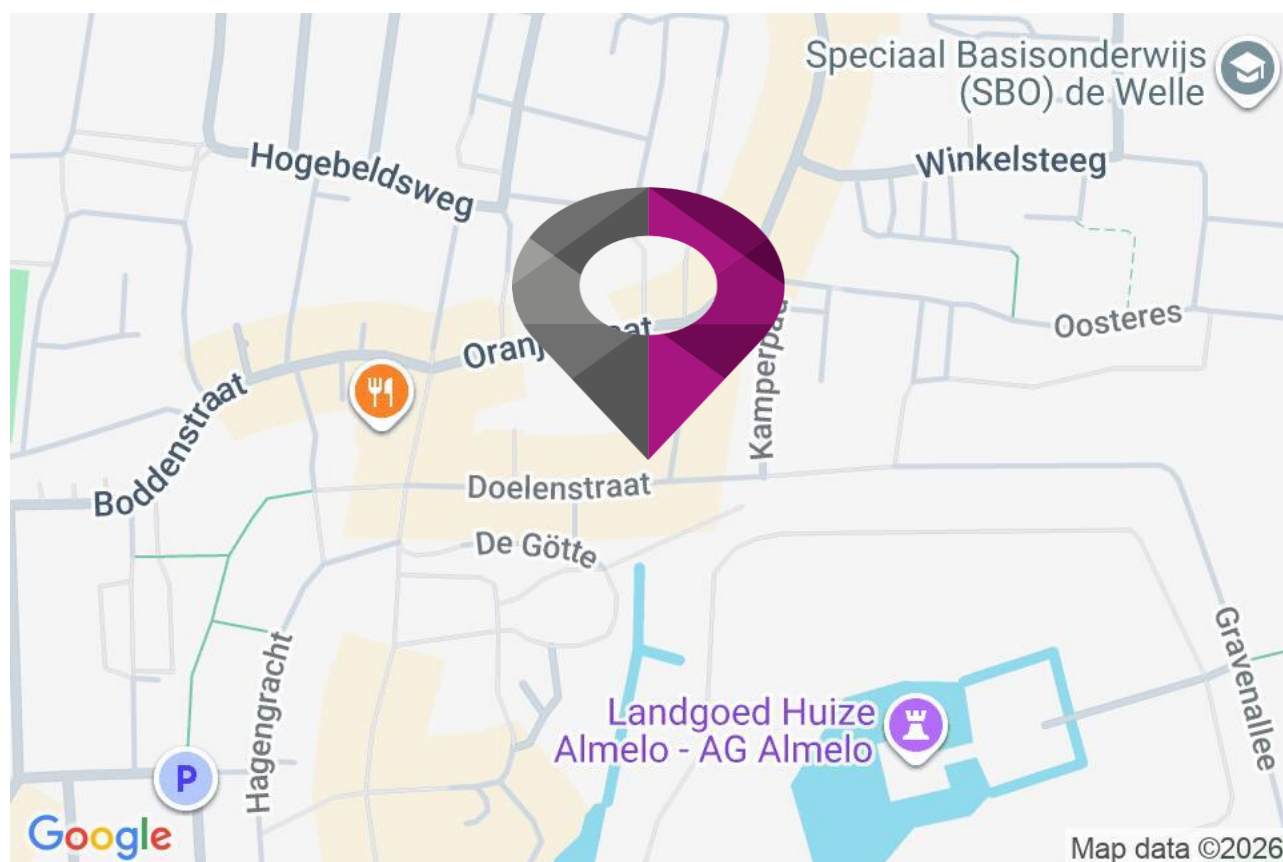 Speciaal Basisonderwijs
(SBO) de Welle
Hogebeldsweg
Winkelsteeg
Oosteres
Kamperpad
Boddenstraat
Doelenstraat
De Götte
Hagengracht
Gravenallee
Landgoed Huize
Almelo - AG Almelo
P
Google
Map data ©2026